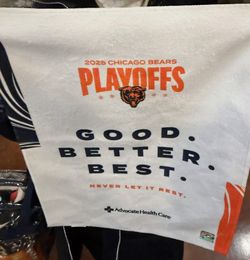 2025 CHICAGO BEARS
PLAYOFFS
GOOD.
BETTER.
BEST.
NEVER LET IT REST.
Advocate Health Care